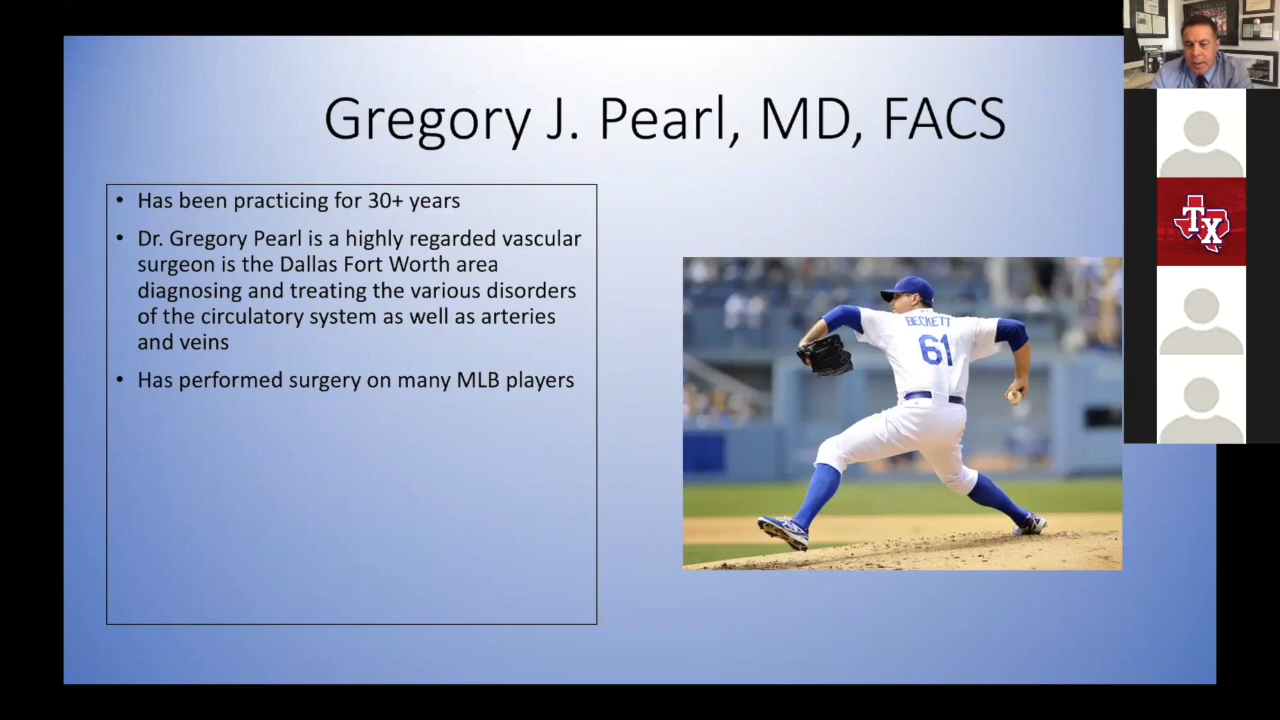 Gregory J. Pearl, MD, FACS
• Has been practicing for 30+ years
• Dr. Gregory Pearl is a highly regarded vascular
surgeon is the Dallas Fort Worth area
diagnosing and treating the various disorders
of the circulatory system as well as arteries
and veins
• Has performed surgery on many MLB players
BECKETT
61
TX